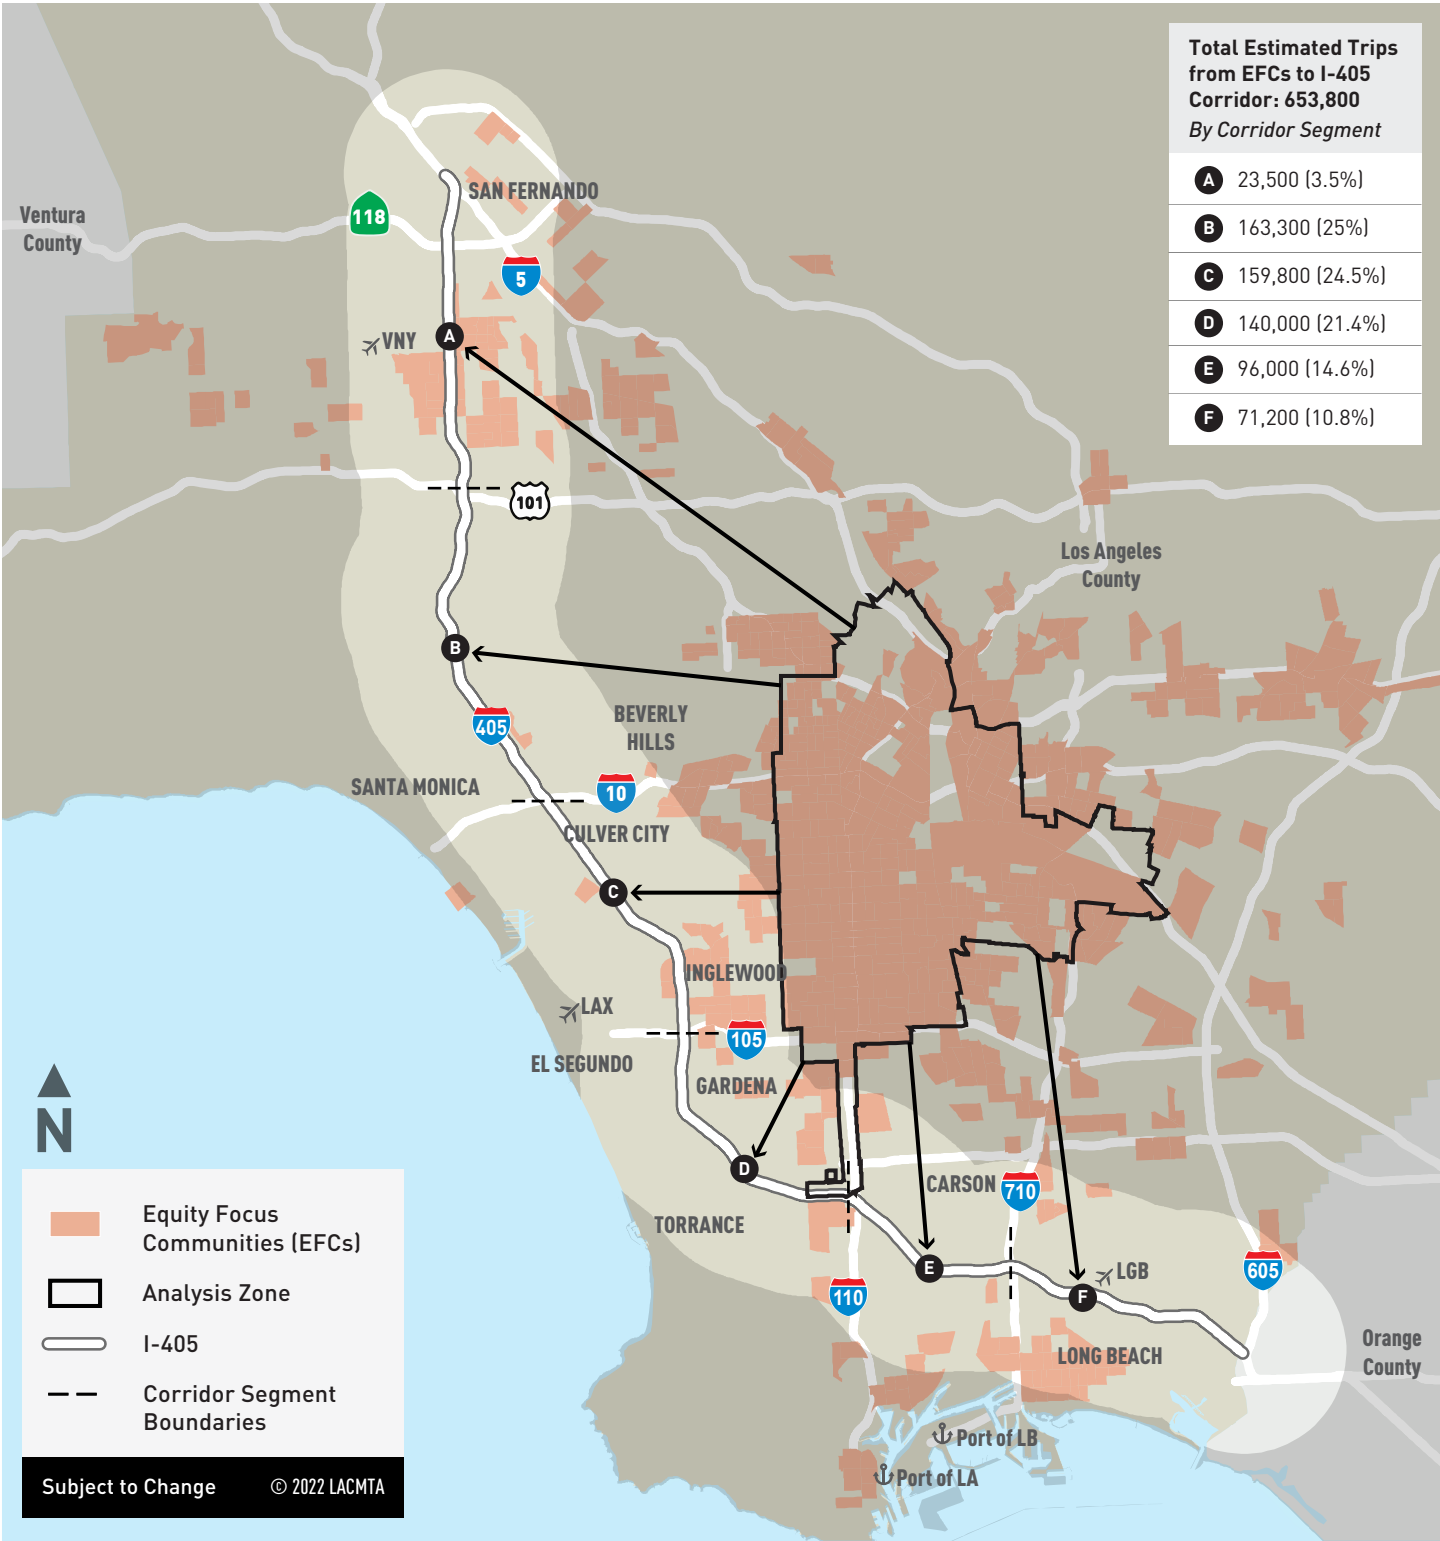 Total Estimated Trips
from EFCs to I-405
Corridor: 653,800
By Corridor Segment
A 23,500 (3.5%)
B 163,300 (25%)
C 159,800 (24.5%)
D 140,000 (21.4%)
E 96,000 (14.6%)
F 71,200 (10.8%)
SAN FERNANDO
118
Ventura
County
5
VNY
A
101
Los Angeles
County
B
405
BEVERLY
HILLS
SANTA MONICA
10
CULVER CITY
C
INGLEWOOD
LAX
105
EL SEGUNDO
GARDENA
D
CARSON
710
TORRANCE
E
LGB
605
110
F
LONG BEACH
Orange
County
Port of LB
Port of LA
N
Equity Focus
Communities (EFCs)
Analysis Zone
I-405
Corridor Segment
Boundaries
Subject to Change © 2022 LACMTA